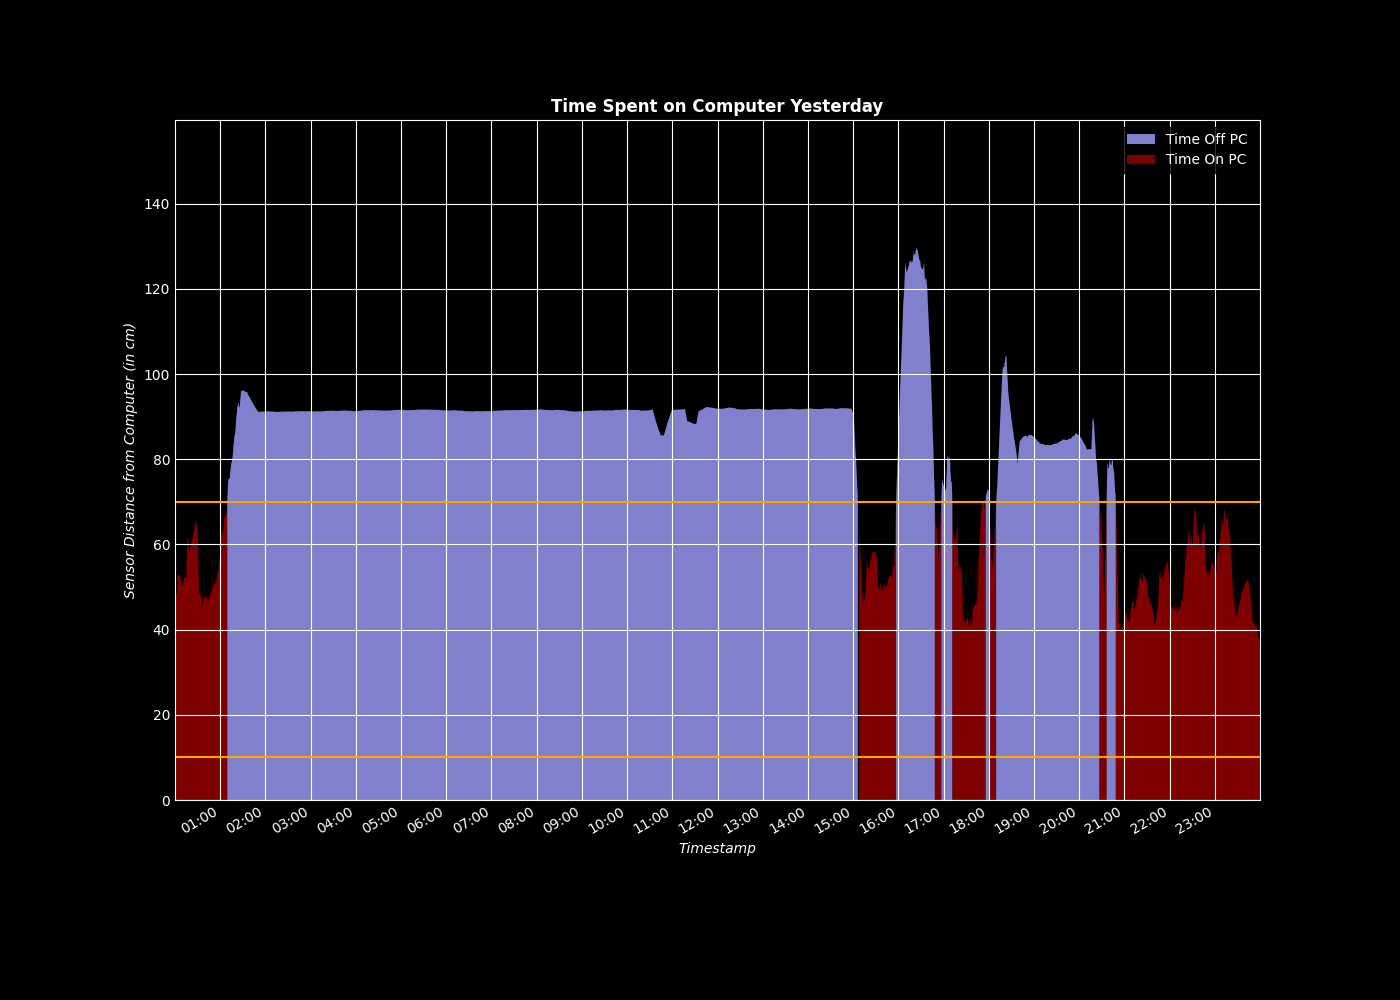 Time Spent on Computer Yesterday
Time Off PC
Time On PC
Sensor Distance from Computer (in cm)
140
120
100
80
60
40
20
0
01:00 02:00 03:00 04:00 05:00 06:00 07:00 08:00 09:00 10:00 11:00 12:00 13:00 14:00 15:00 16:00 17:00 18:00 19:00 20:00 21:00 22:00 23:00
Timestamp